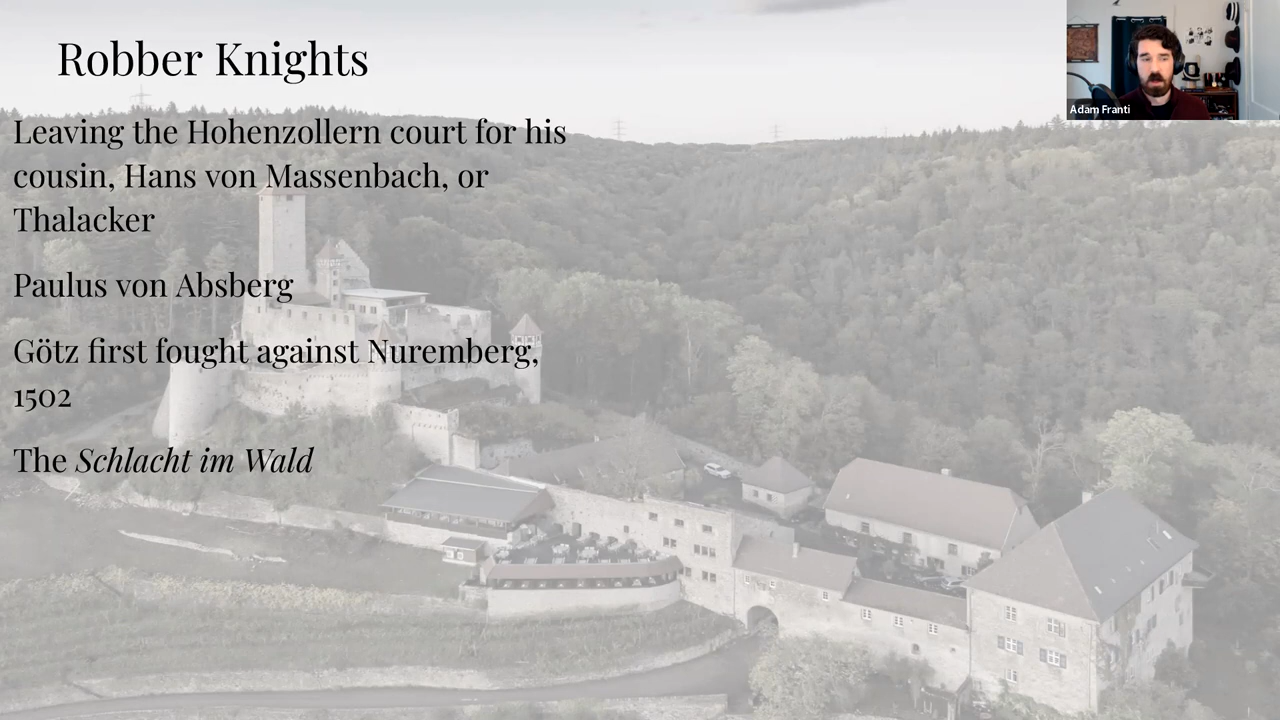 Robber Knights
Adam Franti
Leaving the Hohenzollern court for his
cousin, Hans von Massenbach, or
Thalacker
Paulus von Absberg
Götz first fought against Nuremberg,
1502
The Schlacht im Wald